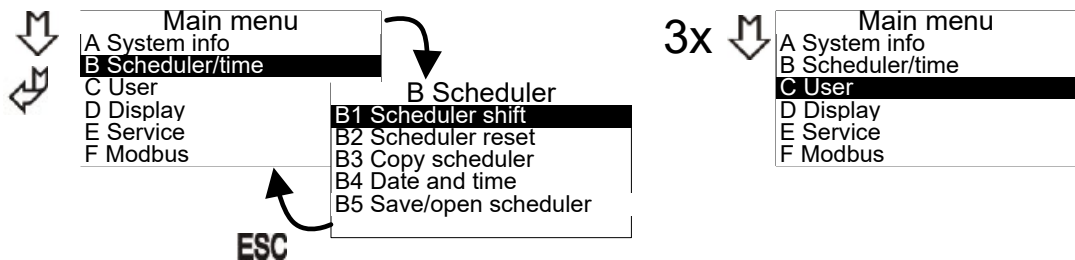 Main menu
A System info
B Scheduler/time
C User
D Display
E Service
F Modbus
B Scheduler
B1 Scheduler shift
B2 Scheduler reset
B3 Copy scheduler
B4 Date and time
B5 Save/open scheduler
ESC
3x
Main menu
A System info
B Scheduler/time
C User
D Display
E Service
F Modbus